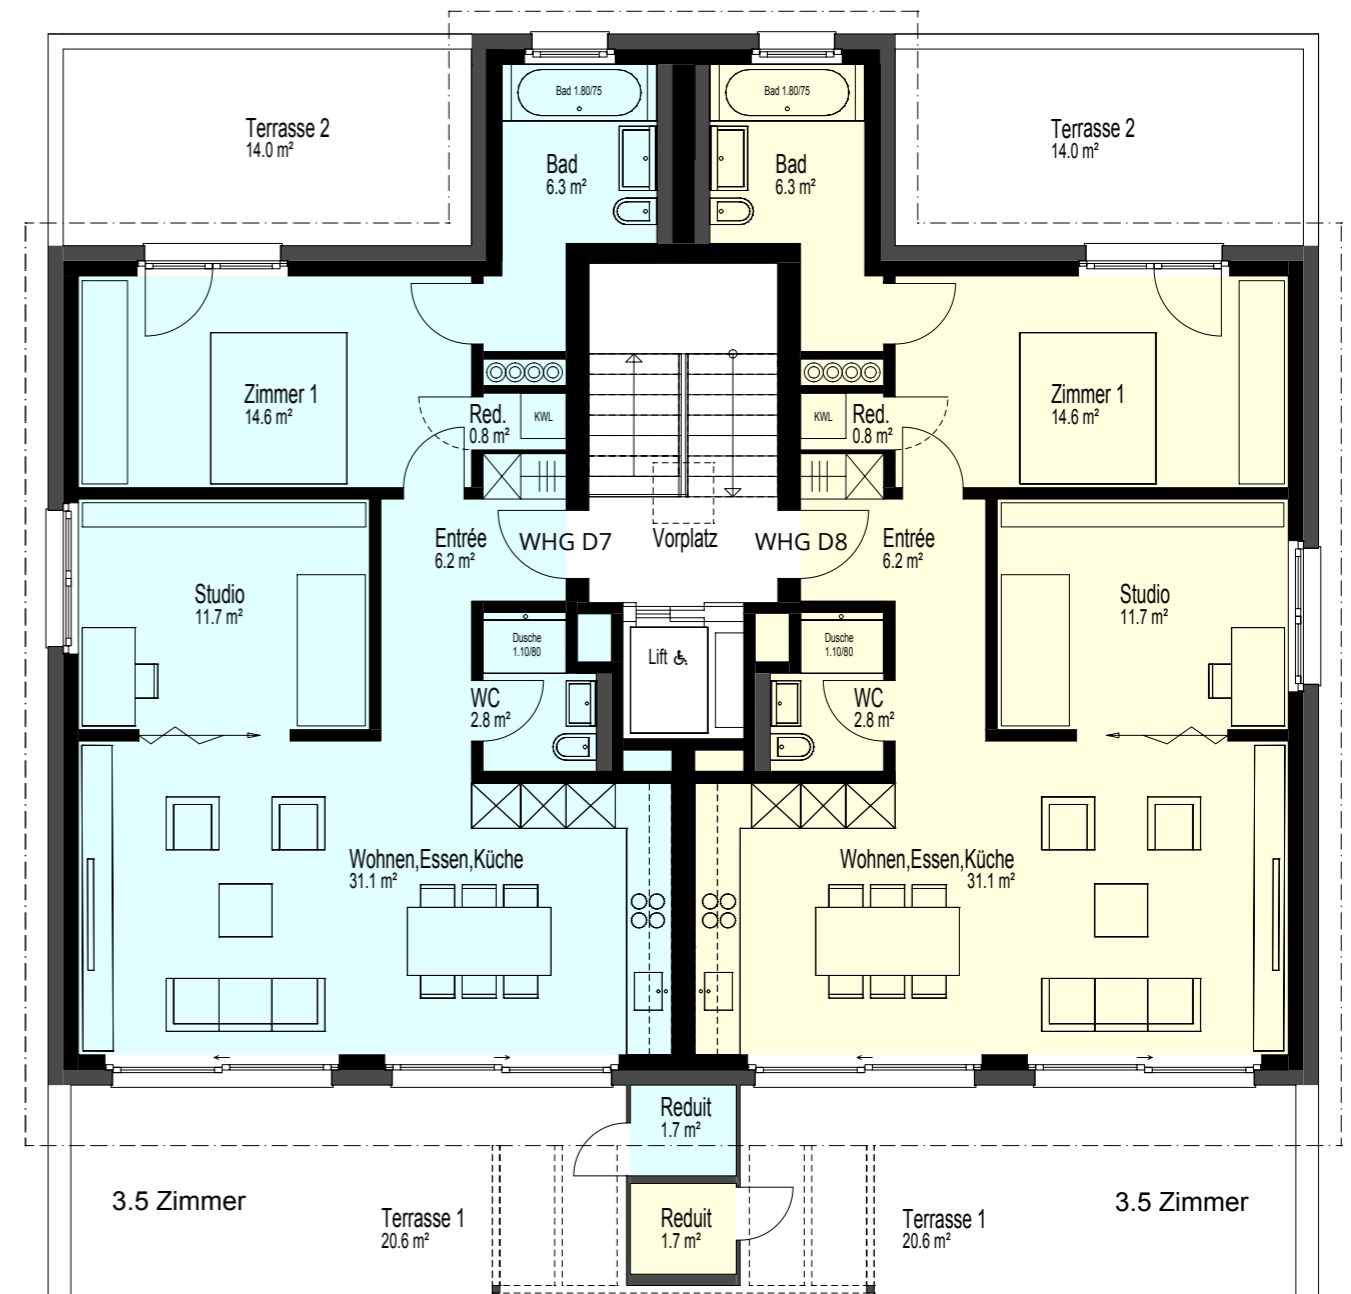 Bad 1.80/75
Bad 1.80/75
Terrasse 2
14.0 m²
Terrasse 2
14.0 m²
Bad
6.3 m²
Bad
6.3 m²
Zimmer 1
14.6 m²
Red.
0.8 m²
KWL
KWL
Red.
0.8 m²
Zimmer 1
14.6 m²
Entrée
6.2 m²
WHG D7
Vorplatz
WHG D8
Entrée
6.2 m²
Studio
11.7 m²
Studio
11.7 m²
Dusche
1.10/80
Lift
Dusche
1.10/80
WC
2.8 m²
WC
2.8 m²
Wohnen,Essen,Küche
31.1 m²
Wohnen,Essen,Küche
31.1 m²
Reduit
1.7 m²
3.5 Zimmer
3.5 Zimmer
Terrasse 1
20.6 m²
Reduit
1.7 m²
Terrasse 1
20.6 m²